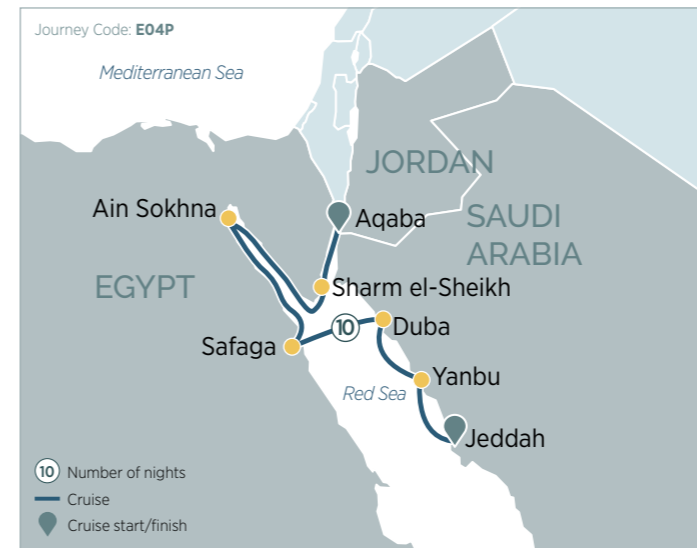 Journey Code: E04P
Mediterranean Sea
JORDAN
Ain Sokhna
Aqaba
SAUDI
ARABIA
EGYPT
Sharm el-Sheikh
Duba
10
Safaga
Yanbu
Red Sea
Jeddah
10 Number of nights
Cruise
Cruise start/finish